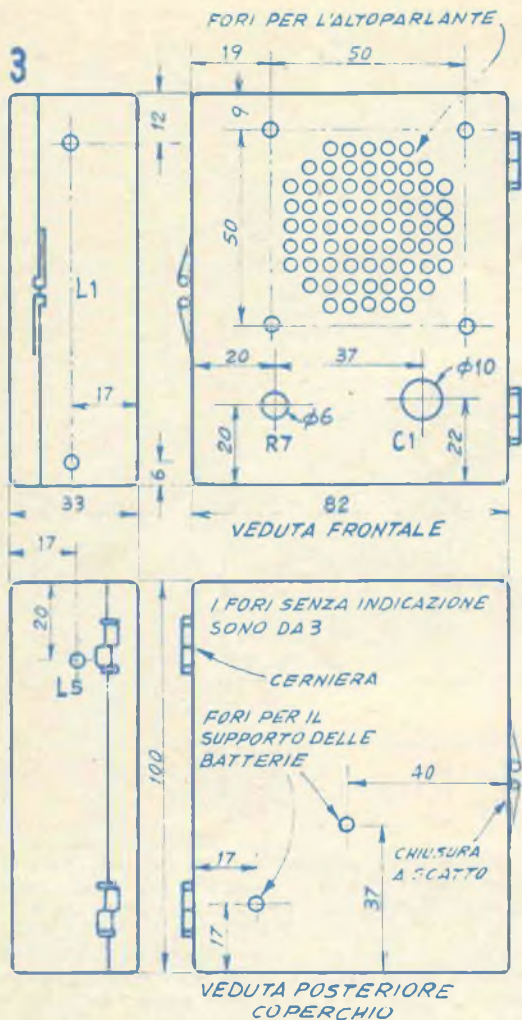 3
FORI PER L'ALTOPARLANTE
19
50
12
9
50
L1
17
6
20
37
φ10
φ6
20
R7
C1
22
33
82
VEDUTA FRONTALE
17
20
L5
100
I FORI SENZA INDICAZIONE
SONO DA 3
CERNIERA
FORI PER IL
SUPPORTO DELLE
BATTERIE
40
17
17
37
CHIUSURA
A SCATTO
VEDUTA POSTERIORE
COPERCHIO